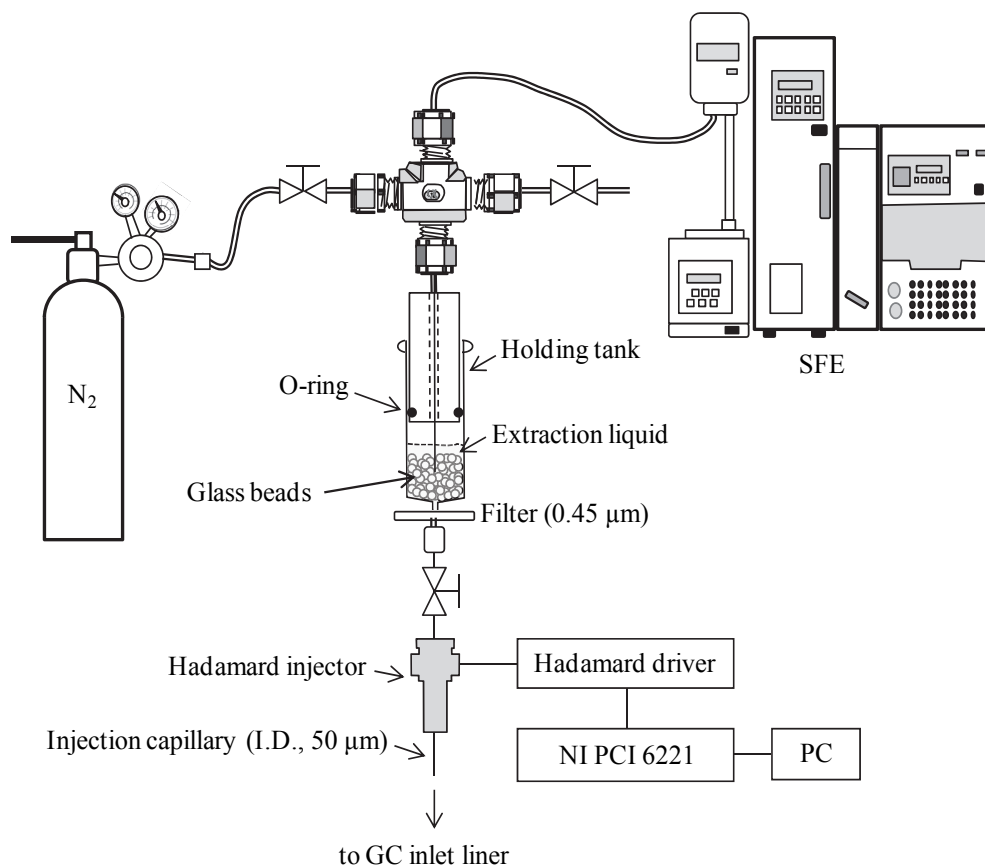 SFE
Holding tank
O-ring
N2
Extraction liquid
Glass beads
Filter (0.45 µm)
Hadamard injector
Hadamard driver
Injection capillary (I.D., 50 µm)
NI PCI 6221
PC
to GC inlet liner